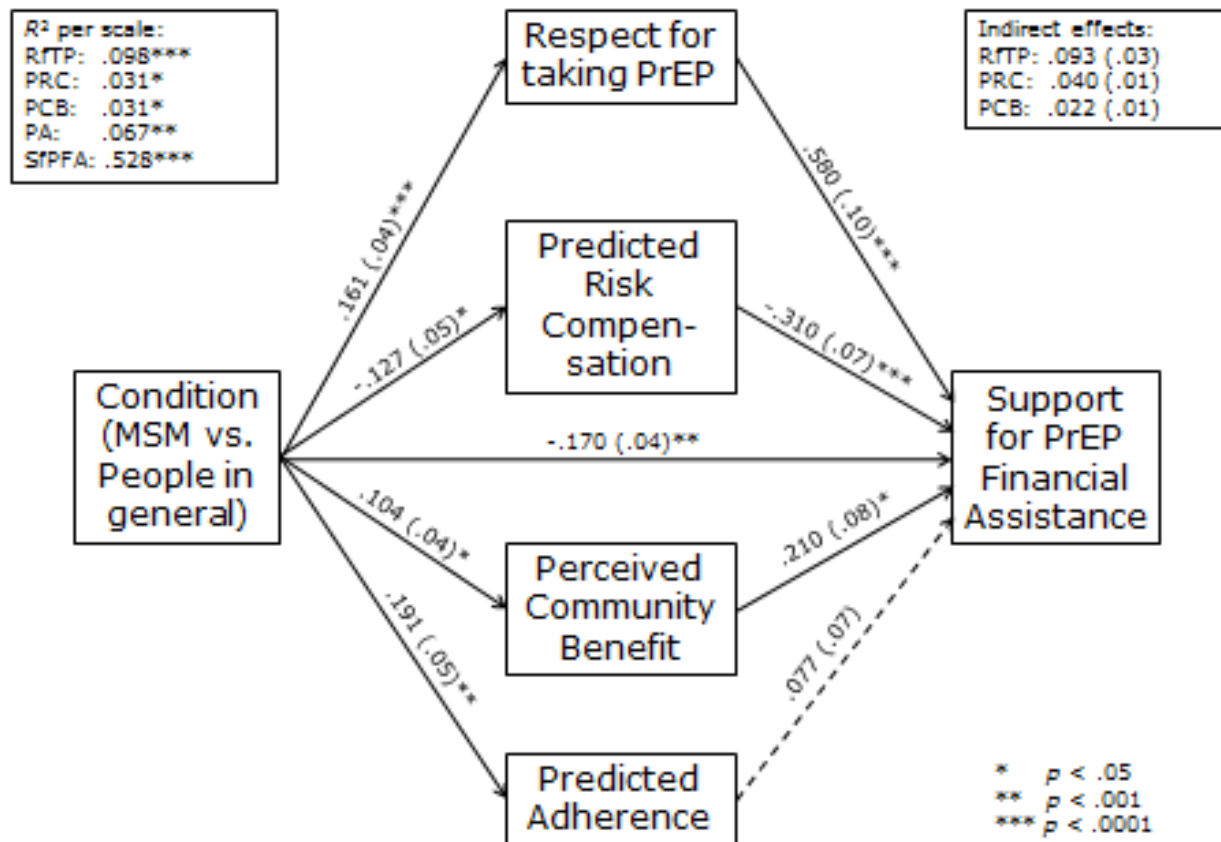 R² per scale:
RfTP: .098***
PRC: .031*
PCB: .031*
PA: .067**
SfPFA: .528***
Respect for
taking PrEP
Indirect effects:
RfTP: .093 (.03)
PRC: .040 (.01)
PCB: .022 (.01)
.161 (.04)***
.580 (.10)***
Predicted
Risk
Compen-
sation
-.127 (.05)*
-.310 (.07)***
Condition
(MSM vs.
People in
general)
-.170 (.04)**
Support
for PrEP
Financial
Assistance
.104 (.04)*
.210 (.08)*
Perceived
Community
Benefit
.191 (.05)**
.077 (.07)
Predicted
Adherence
* p < .05
** p < .001
*** p < .0001